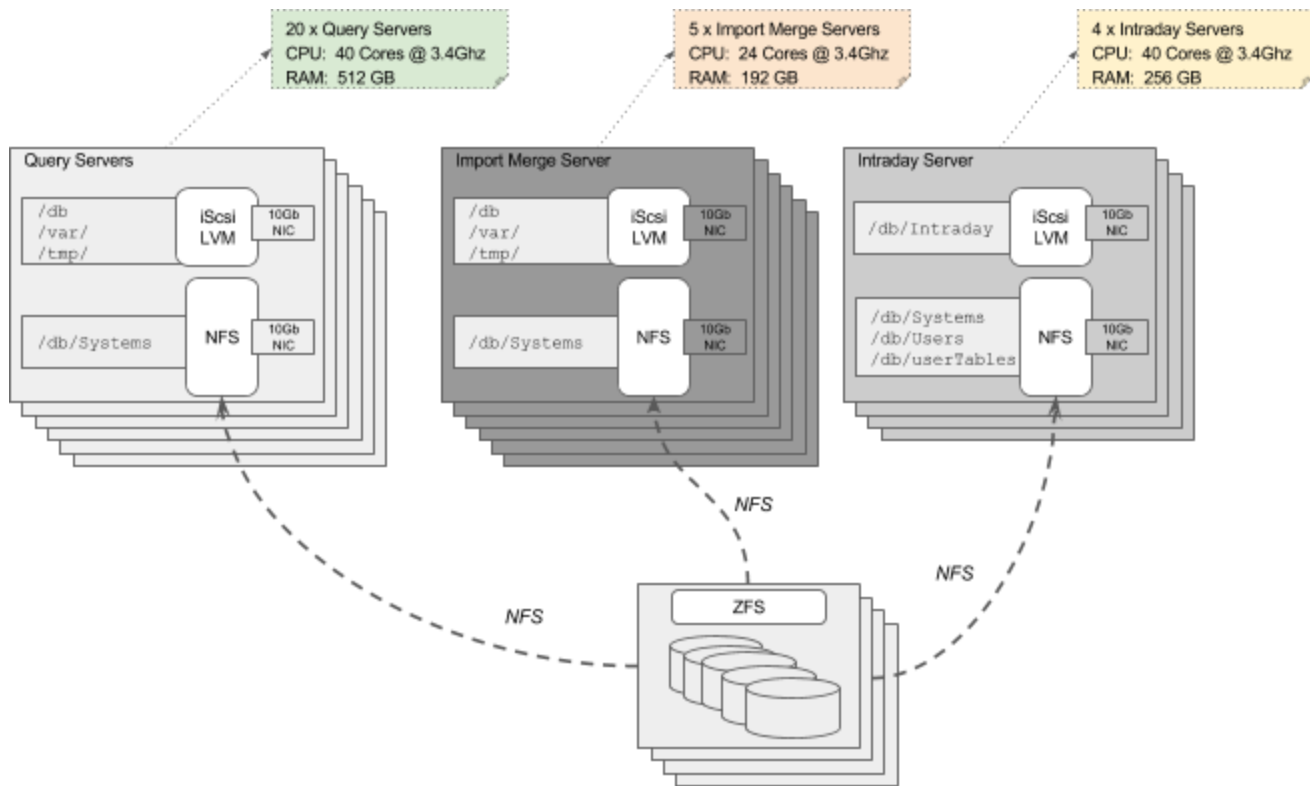 20 x Query Servers
CPU: 40 Cores @ 3.4Ghz
RAM: 512 GB
5 x Import Merge Servers
CPU: 24 Cores @ 3.4Ghz
RAM: 192 GB
4 x Intraday Servers
CPU: 40 Cores @ 3.4Ghz
RAM: 256 GB
Query Servers
/db
/var/
/tmp/
iScsi
LVM
10Gb
NIC
/db/Systems
NFS
10Gb
NIC
Import Merge Server
/db
/var/
/tmp/
iScsi
LVM
10Gb
NIC
/db/Systems
NFS
10Gb
NIC
Intraday Server
/db/Intraday
iScsi
LVM
10Gb
NIC
/db/Systems
/db/Users
/db/userTables
NFS
10Gb
NIC
NFS
NFS
NFS
ZFS